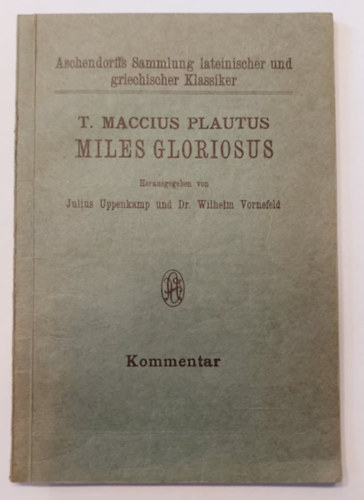 Aschendorffs Sammlung lateinischer und
griechischer Klassiker
T. MACCIUS PLAUTUS
MILES GLORIOSUS
Herausgegeben von
Julius Uppenkamp und Dr. Wilhelm Vornefeld
Kommentar